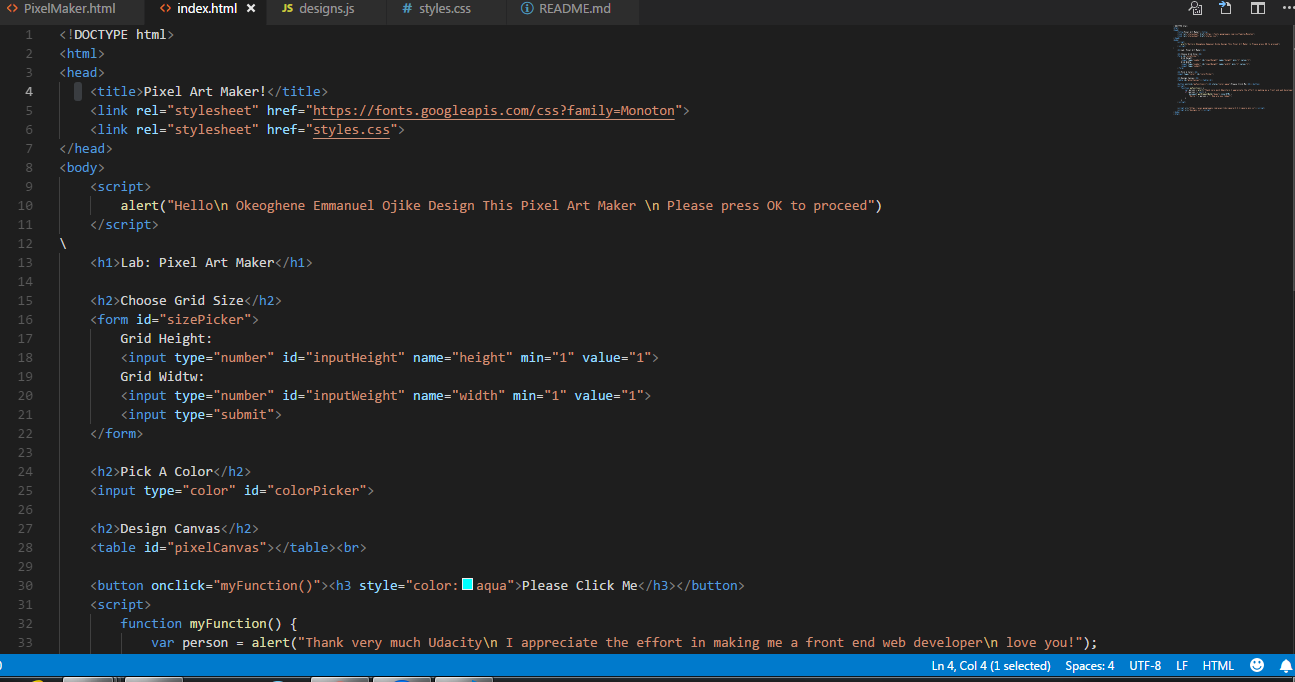 PixelMaker.html index.html designs.js styles.css README.md
1 <!DOCTYPE html>
2 <html>
3 <head>
4 <title>Pixel Art Maker!</title>
5 <link rel="stylesheet" href="https://fonts.googleapis.com/css?family=Monoton">
6 <link rel="stylesheet" href="styles.css">
7 </head>
8 <body>
9 <script>
10 alert("Hello\n Okeoghene Emmanuel Ojike Design This Pixel Art Maker \n Please press OK to proceed")
11 </script>
12 \
13 <h1>Lab: Pixel Art Maker</h1>
14
15 <h2>Choose Grid Size</h2>
16 <form id="sizePicker">
17 Grid Height:
18 <input type="number" id="inputHeight" name="height" min="1" value="1">
19 Grid Widtw:
20 <input type="number" id="inputWeight" name="width" min="1" value="1">
21 <input type="submit">
22 </form>
23
24 <h2>Pick A Color</h2>
25 <input type="color" id="colorPicker">
26
27 <h2>Design Canvas</h2>
28 <table id="pixelCanvas"></table><br>
29
30 <button onclick="myFunction()"><h3 style="color:aqua">Please Click Me</h3></button>
31 <script>
32 function myFunction() {
33 var person = alert("Thank very much Udacity\n I appreciate the effort in making me a front end web developer\n love you!");
Ln 4, Col 4 (1 selected) Spaces: 4 UTF-8 LF HTML